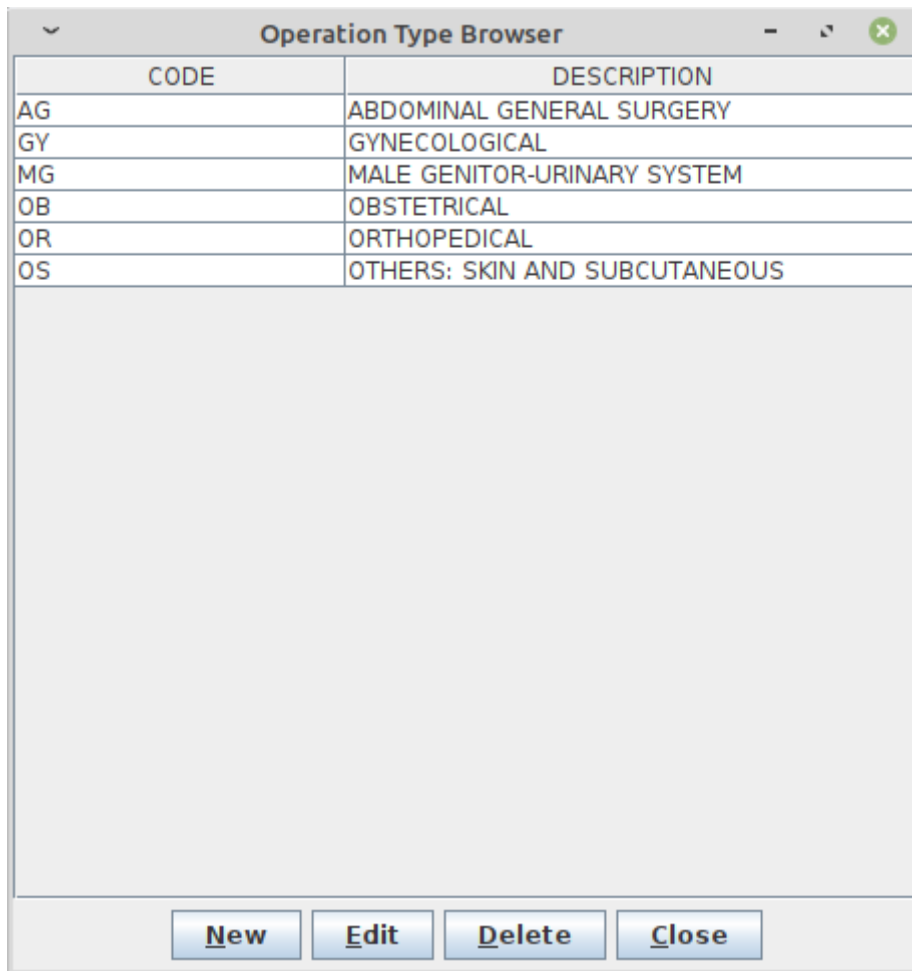 Operation Type Browser
CODE DESCRIPTION
AG ABDOMINAL GENERAL SURGERY
GY GYNECOLOGICAL
MG MALE GENITOR-URINARY SYSTEM
OB OBSTETRICAL
OR ORTHOPEDICAL
OS OTHERS: SKIN AND SUBCUTANEOUS
New Edit Delete Close